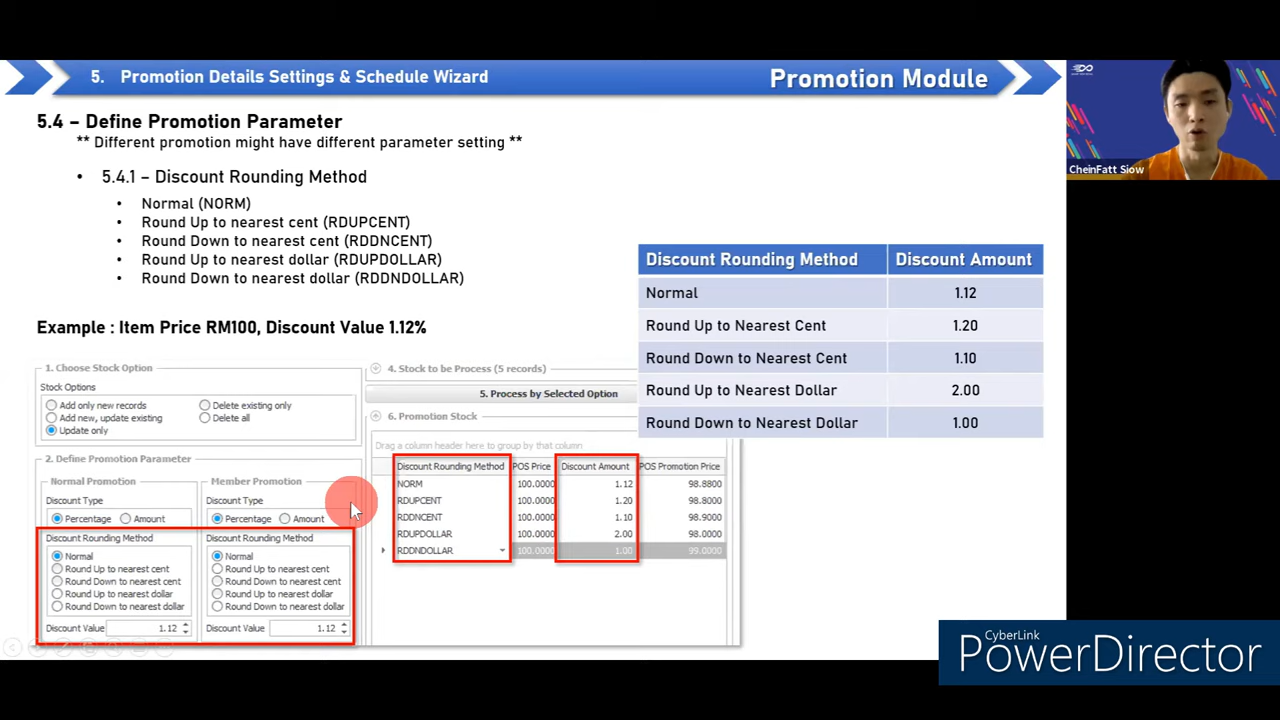 5. Promotion Details Settings & Schedule Wizard
Promotion Module
5.4 – Define Promotion Parameter
** Different promotion might have different parameter setting **
• 5.4.1 – Discount Rounding Method
• Normal (NORM)
• Round Up to nearest cent (RDUPCENT)
• Round Down to nearest cent (RDDNCENT)
• Round Up to nearest dollar (RDUPDOLLAR)
• Round Down to nearest dollar (RDDNDOLLAR)
Example : Item Price RM100, Discount Value 1.12%
Discount Rounding Method Discount Amount
Normal 1.12
Round Up to Nearest Cent 1.20
Round Down to Nearest Cent 1.10
Round Up to Nearest Dollar 2.00
Round Down to Nearest Dollar 1.00
1. Choose Stock Option
Stock Options
Add only new records Delete existing only
Add new, update existing Delete all
Update only
2. Define Promotion Parameter
Normal Promotion
Discount Type
Percentage Amount
Discount Rounding Method
Normal
Round Up to nearest cent
Round Down to nearest cent
Round Up to nearest dollar
Round Down to nearest dollar
Discount Value 1.12
Member Promotion
Discount Type
Percentage Amount
Discount Rounding Method
Normal
Round Up to nearest cent
Round Down to nearest cent
Round Up to nearest dollar
Round Down to nearest dollar
Discount Value 1.12
4. Stock to be Process (5 records)
5. Process by Selected Option
6. Promotion Stock
Drag a column header here to group by that column
Discount Rounding Method POS Price Discount Amount POS Promotion Price
NORM 100.0000 1.12 98.8800
RDUPCENT 100.0000 1.20 98.8000
RDDNCENT 100.0000 1.10 98.9000
RDUPDOLLAR 100.0000 2.00 98.0000
RDDNDOLLAR 100.0000 1.00 99.0000
CheinFatt Siow
CyberLink
PowerDirector